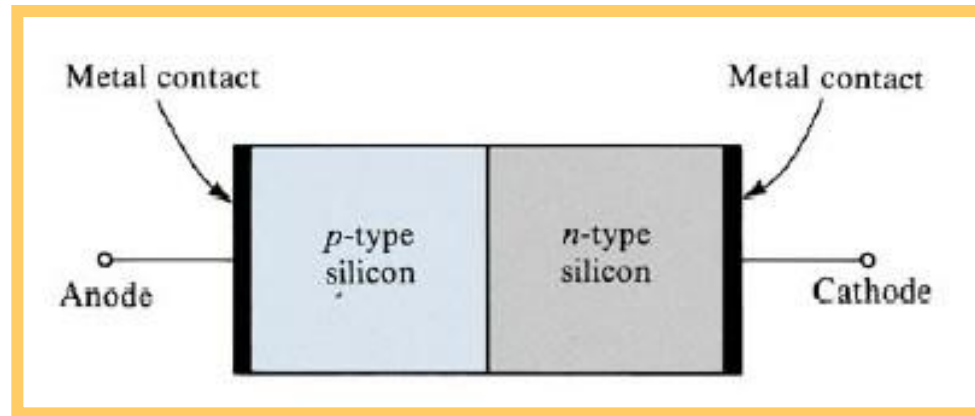 Metal contact
Metal contact
p-type
silicon
n-type
silicon
Anode
Cathode